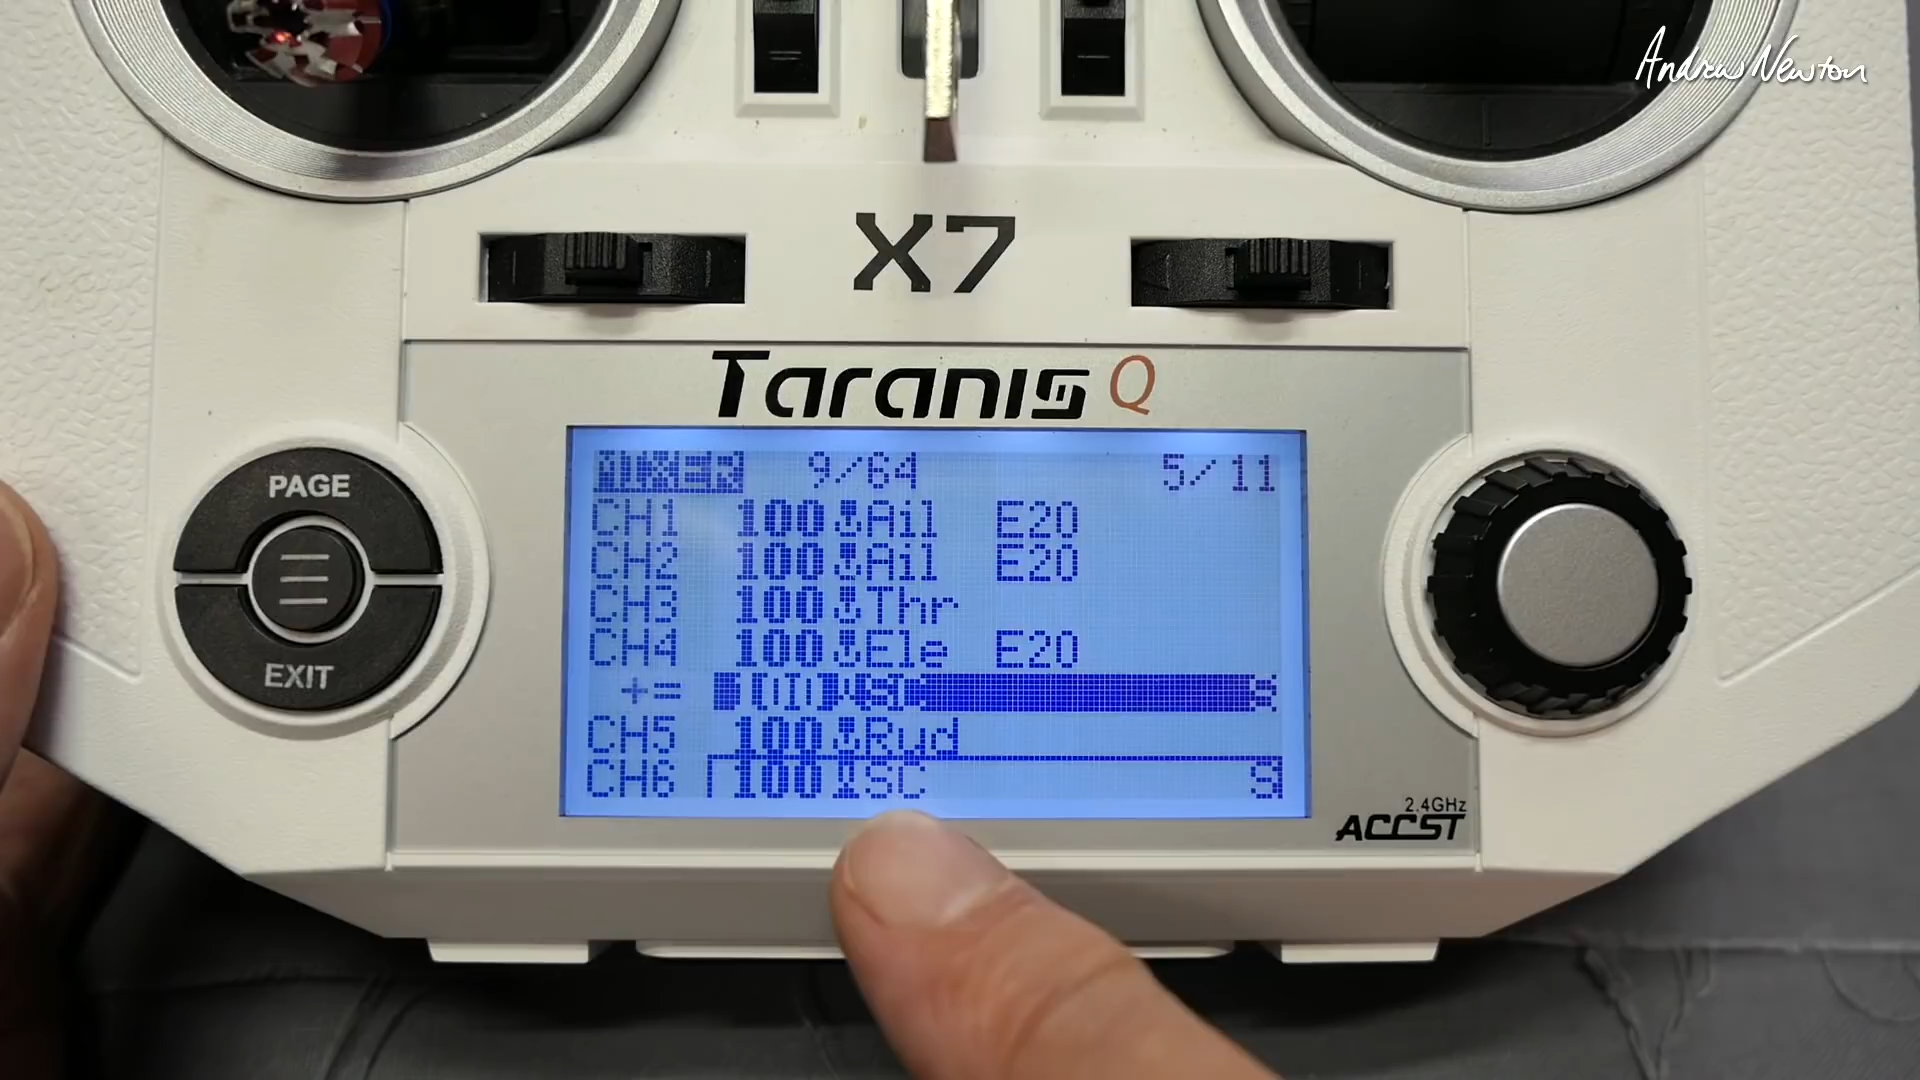 Andrew Newton
X7
Taranis Q
PAGE
EXIT
MIXER 9/64 5/11
CH1 100 Ail E20
CH2 100 Ail E20
CH3 100 Thr
CH4 100 Ele E20
+= SC S
CH5 100 Rud
CH6 100 SC S
2.4GHz
ACCST